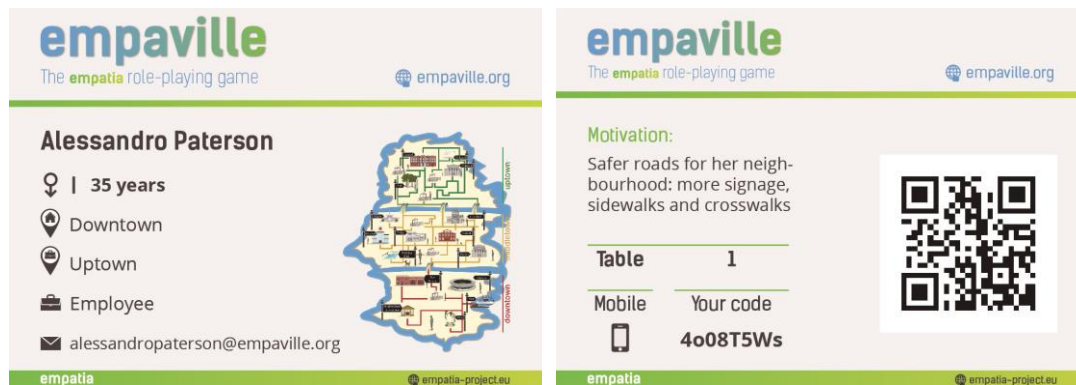 empaville
The empatia role-playing game
empaville.org
Alessandro Paterson
| 35 years
Downtown
Uptown
Employee
alessandropaterson@empaville.org
uptown
downtown
empatia
empatia-project.eu
empaville
The empatia role-playing game
empaville.org
Motivation:
Safer roads for her neigh-
bourhood: more signage,
sidewalks and crosswalks
Table 1
Mobile Your code
4o08T5Ws
empatia
empatia-project.eu